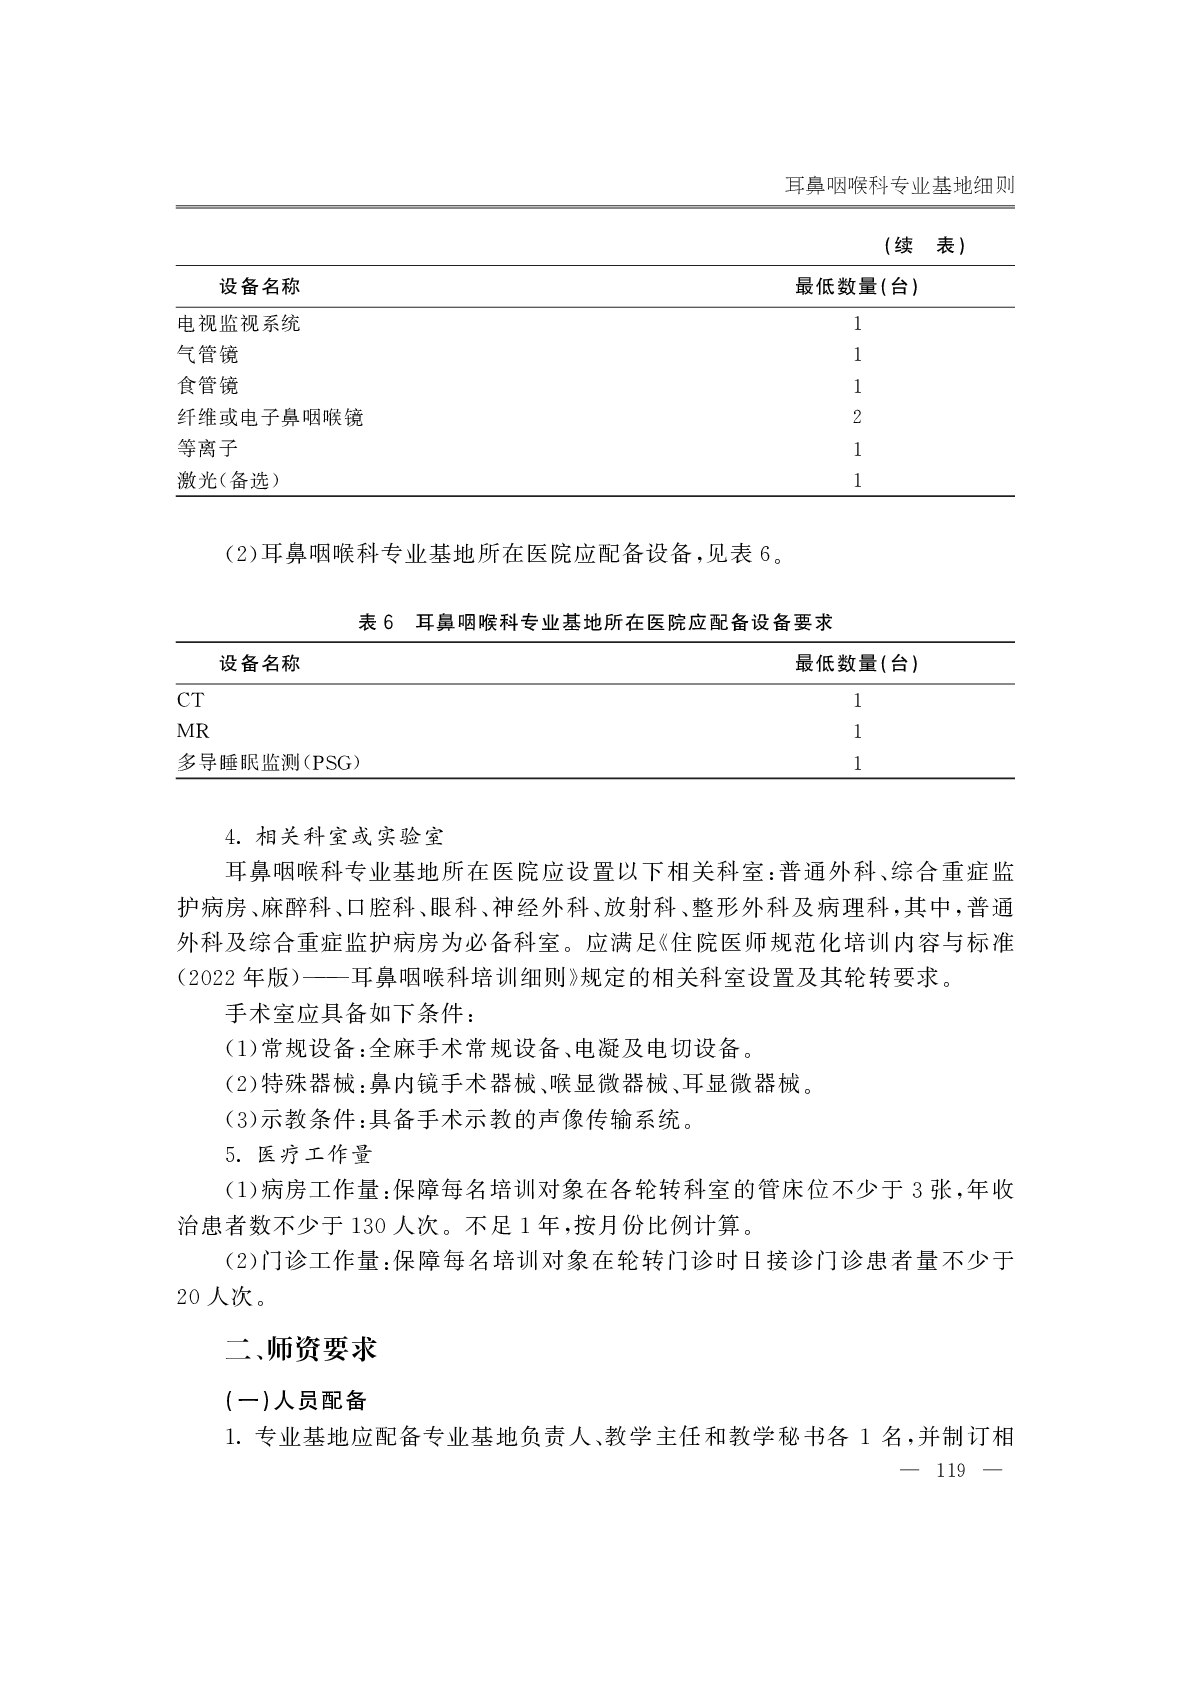 耳鼻咽喉科专业基地细则
(续　表)
设备名称　最低数量(台)
电视监视系统　1
气管镜　1
食管镜　1
纤维或电子鼻咽喉镜　2
等离子　1
激光(备选)　1
(2)耳鼻咽喉科专业基地所在医院应配备设备,见表 6。
表 6　耳鼻咽喉科专业基地所在医院应配备设备要求
设备名称　最低数量(台)
CT　1
MR　1
多导睡眠监测(PSG)　1
4. 相关科室或实验室
耳鼻咽喉科专业基地所在医院应设置以下相关科室:普通外科、综合重症监
护病房、麻醉科、口腔科、眼科、神经外科、放射科、整形外科及病理科,其中,普通
外科及综合重症监护病房为必备科室。应满足《住院医师规范化培训内容与标准
(2022 年版)——耳鼻咽喉科培训细则》规定的相关科室设置及其轮转要求。
手术室应具备如下条件:
(1)常规设备:全麻手术常规设备、电凝及电切设备。
(2)特殊器械:鼻内镜手术器械、喉显微器械、耳显微器械。
(3)示教条件:具备手术示教的声像传输系统。
5. 医疗工作量
(1)病房工作量:保障每名培训对象在各轮转科室的管床位不少于 3 张,年收
治患者数不少于 130 人次。不足 1 年,按月份比例计算。
(2)门诊工作量:保障每名培训对象在轮转门诊时日接诊门诊患者量不少于
20 人次。
二、师资要求
(一)人员配备
1. 专业基地应配备专业基地负责人、教学主任和教学秘书各 1 名,并制订相
— 119 —